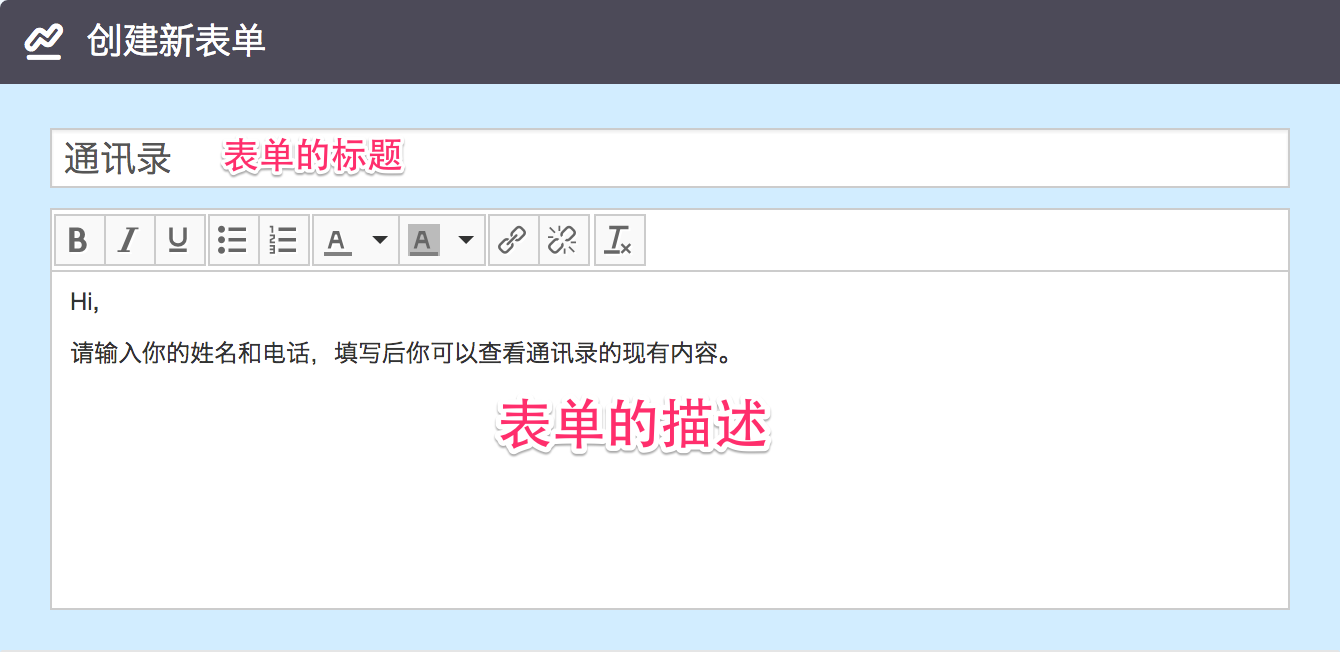 创建新表单
通讯录 表单的标题
B I U A A Tx
Hi,
请输入你的姓名和电话，填写后你可以查看通讯录的现有内容。
表单的描述